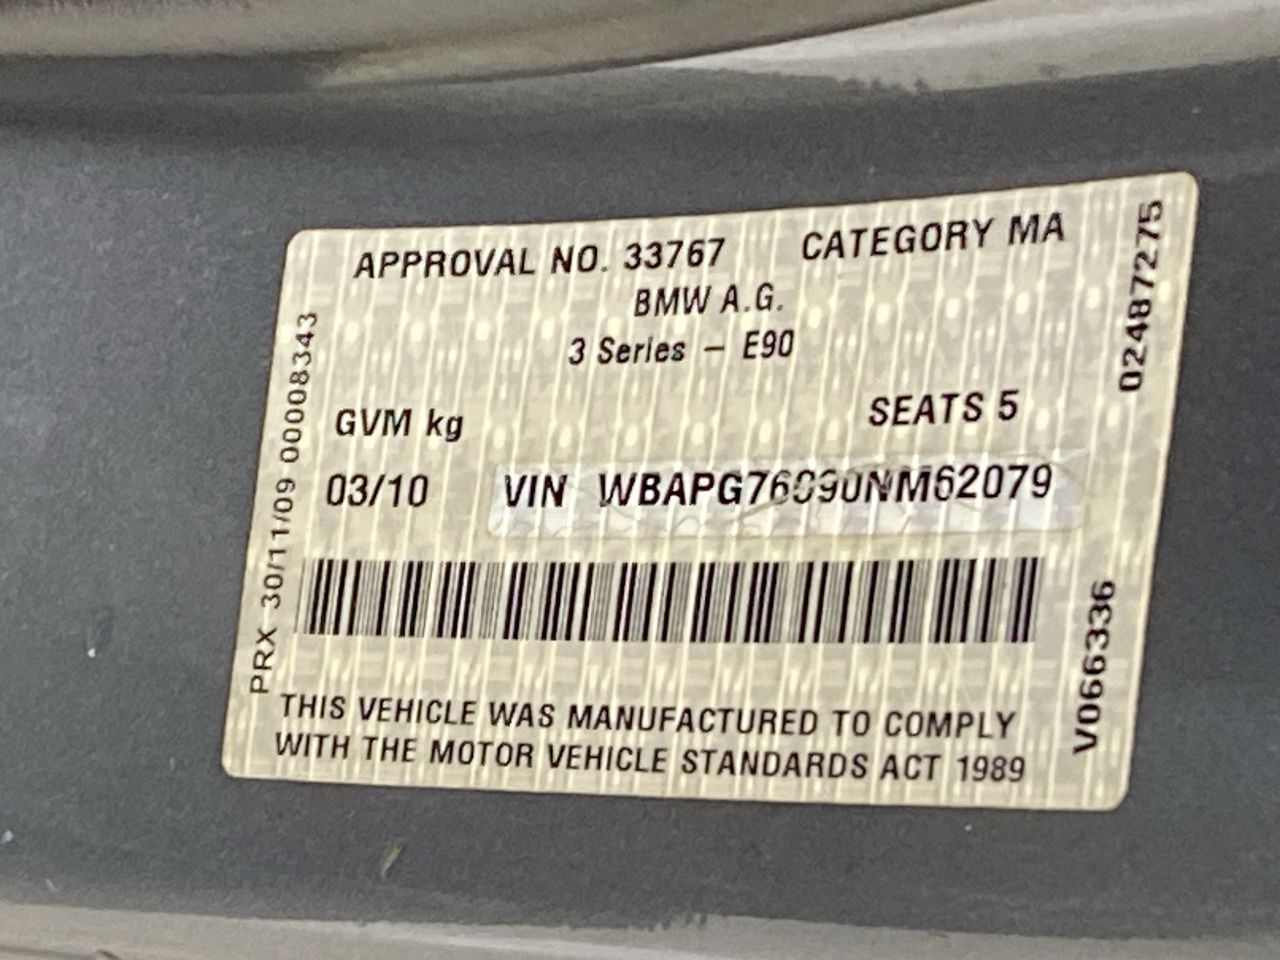 APPROVAL NO. 33767 CATEGORY MA
BMW A.G.
3 Series – E90
GVM kg SEATS 5
03/10 VIN
THIS VEHICLE WAS MANUFACTURED TO COMPLY
WITH THE MOTOR VEHICLE STANDARDS ACT 1989
PRX 30/11/09 00008343
02487275
V066336